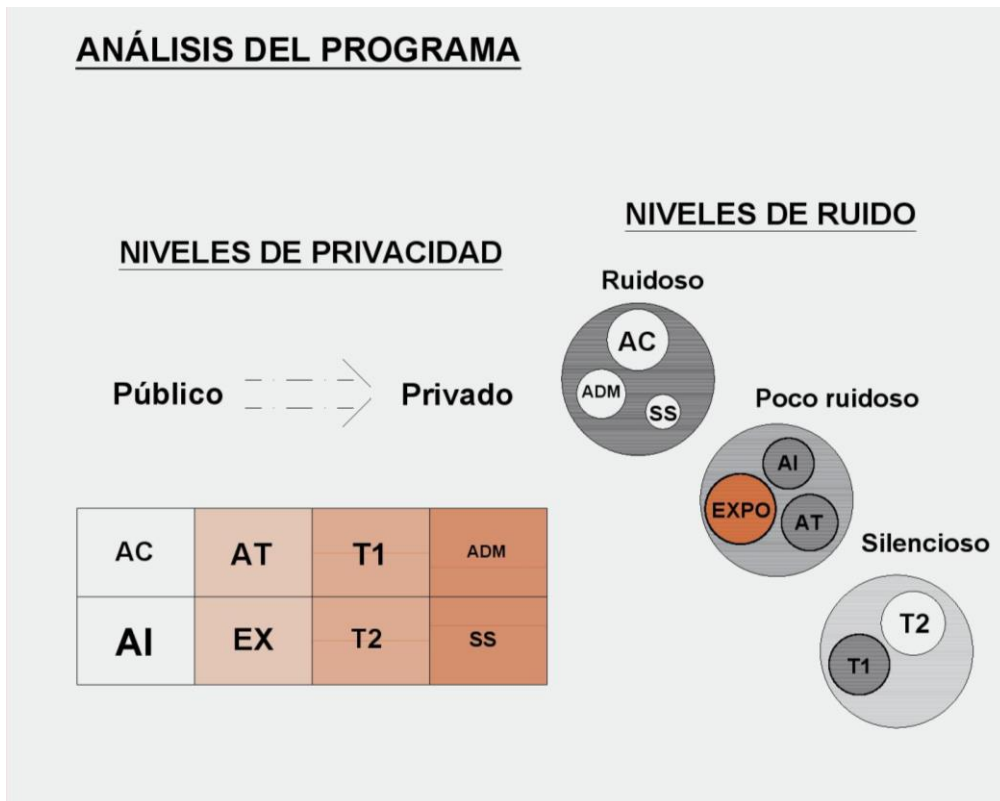 ANÁLISIS DEL PROGRAMA
NIVELES DE PRIVACIDAD
Público
Privado
AC AT T1 ADM
AI EX T2 SS
NIVELES DE RUIDO
Ruidoso
AC
ADM
SS
Poco ruidoso
AI
EXPO
AT
Silencioso
T2
T1